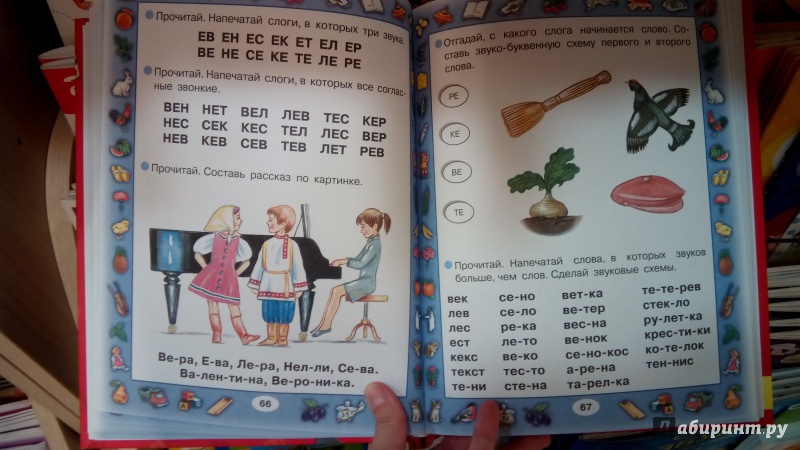 Прочитай. Напечатай слоги, в которых три звука.
ЕВ ЕН ЕС ЕК ЕТ ЕЛ ЕР
ВЕ НЕ СЕ КЕ ТЕ ЛЕ РЕ
Прочитай. Напечатай слоги, в которых все соглас-
ные звонкие.
ВЕН НЕТ ВЕЛ ЛЕВ ТЕС КЕР
НЕС СЕК КЕС ТЕЛ ЛЕС ВЕР
НЕВ КЕВ СЕВ ТЕВ ЛЕТ РЕВ
Прочитай. Составь рассказ по картинке.
Ве-ра, Е-ва, Ле-ра, Нел-ли, Се-ва.
Ва-лен-ти-на, Ве-ро-ни-ка.
66
Отгадай, с какого слога начинается слово. Со-
ставь звуко-буквенную схему первого и второго
слова.
РЕ
КЕ
ВЕ
ТЕ
Прочитай. Напечатай слова, в которых звуков
больше, чем слов. Сделай звуковые схемы.
век се-но вет-ка те-те-рев
лев се-ло ве-тер стек-ло
лес ре-ка вес-на ру-лет-ка
ест ле-то ве-нок крес-ти-ки
кекс ве-ко се-но-кос ко-те-лок
текст тес-то а-ре-на тен-нис
те-ни сте-на та-рел-ка
67
Лабиринт.ру